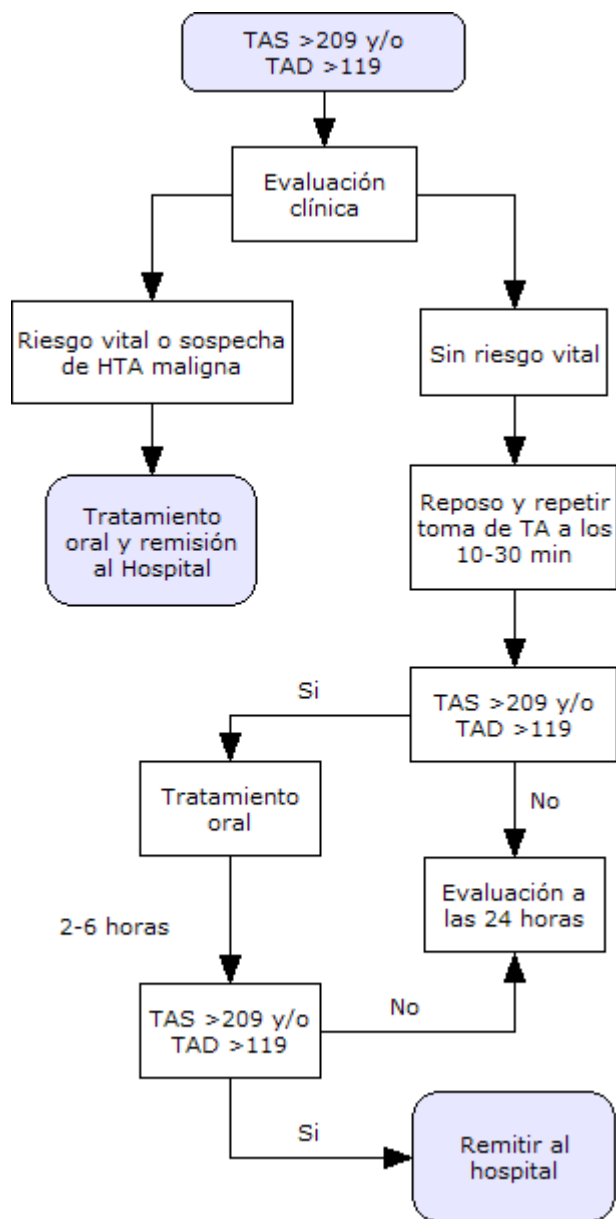 TAS >209 y/o
TAD >119
Evaluación
clínica
Riesgo vital o sospecha
de HTA maligna
Sin riesgo vital
Tratamiento
oral y remisión
al Hospital
Reposo y repetir
toma de TA a los
10-30 min
Si
TAS >209 y/o
TAD >119
Tratamiento
oral
No
Evaluación a
las 24 horas
2-6 horas
TAS >209 y/o
TAD >119
No
Si
Remitir al
hospital